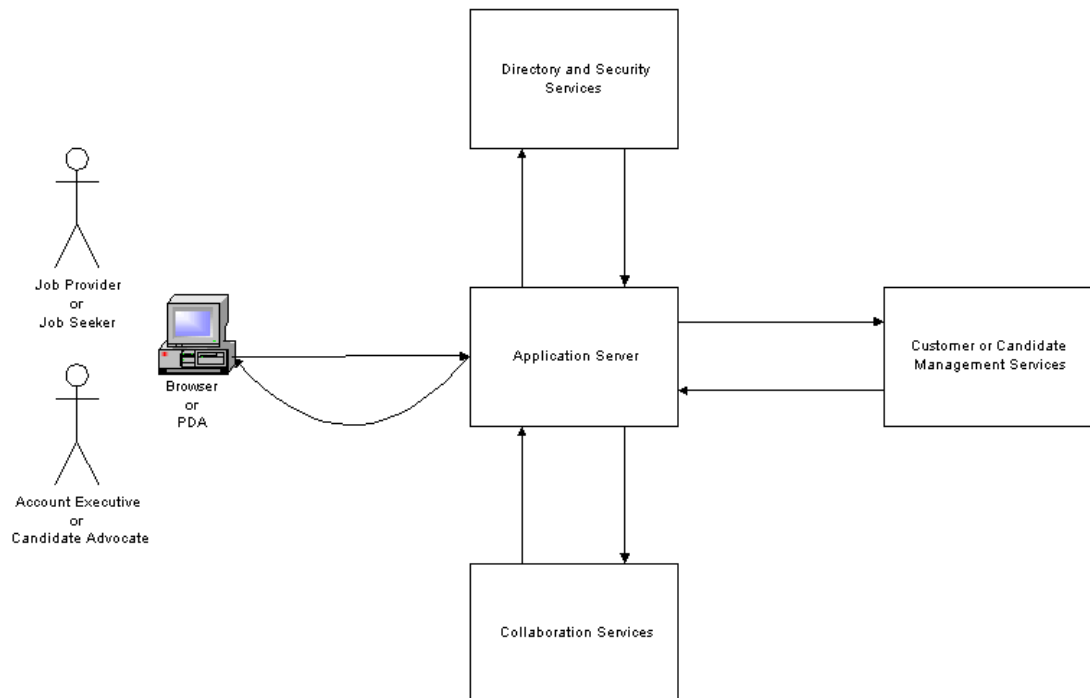 Directory and Security
Services
Job Provider
or
Job Seeker
Browser
or
PDA
Application Server
Customer or Candidate
Management Services
Account Executive
or
Candidate Advocate
Collaboration Services